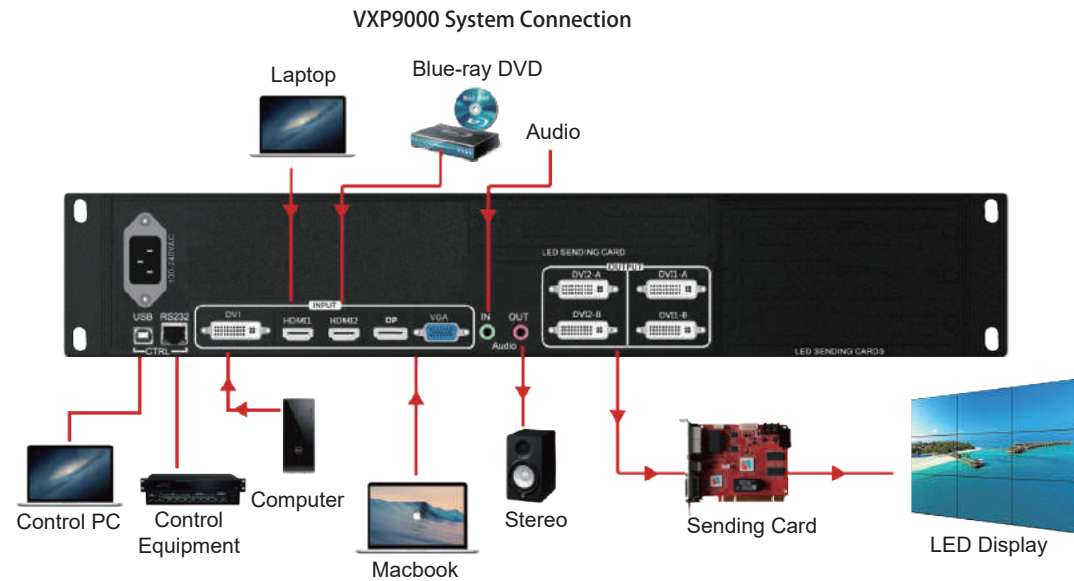 VXP9000 System Connection
Laptop
Blue-ray DVD
Audio
100-240VAC
USB RS232
CTRL
INPUT
DVI
HDMI1
HDMI2
DP
VGA
IN
OUT
Audio
LED SENDING CARD
OUTPUT
DVI2-A
DVI1-A
DVI2-B
DVI1-B
LED SENDING CARDS
Control PC
Control
Equipment
Computer
Macbook
Stereo
Sending Card
LED Display